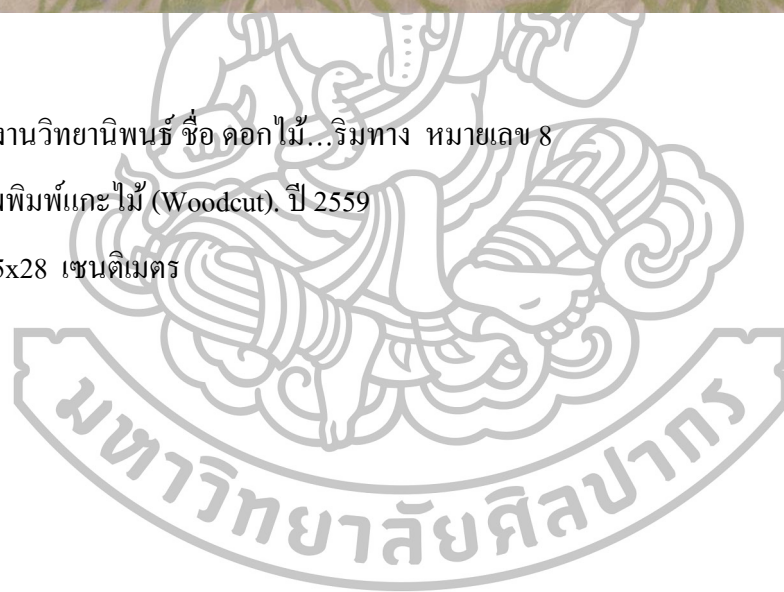 งานวิทยานิพนธ์ ชื่อ ดอกไม้…ริมทาง หมายเลข 8
พิมพ์แกะไม้ (Woodcut). ปี 2559
5x28 เซนติเมตร
มหาวิทยาลัยศิลปากร